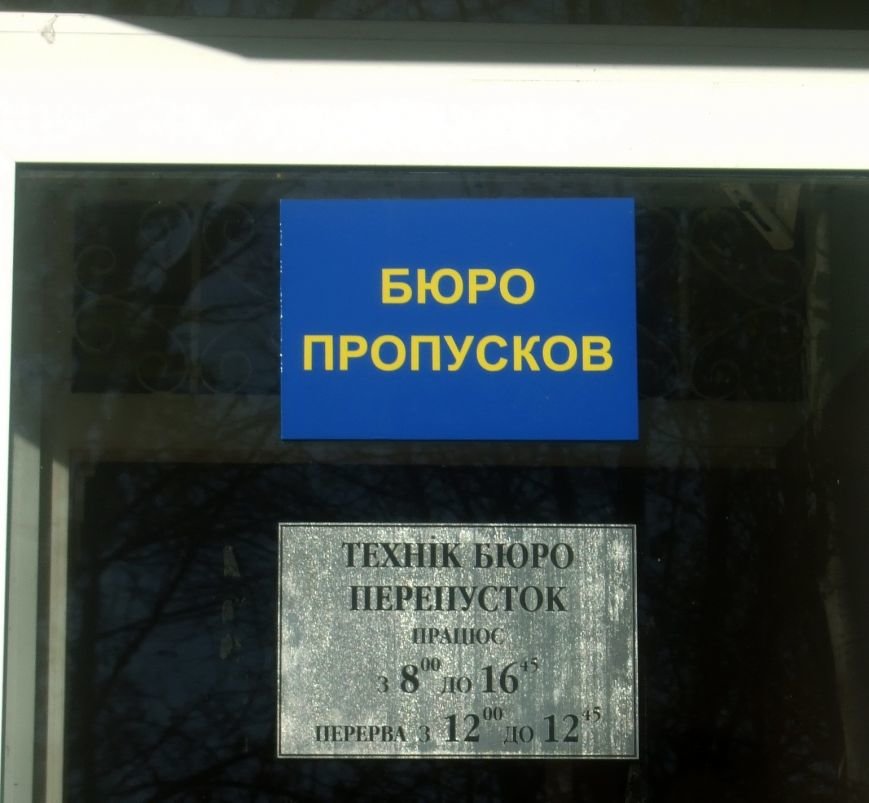 БЮРО
ПРОПУСКОВ
ТЕХНІК БЮРО
ПЕРЕПУСТОК
ПРАЦЮЄ
З 8⁰⁰ ДО 16⁴⁵
ПЕРЕРВА З 12⁰⁰ ДО 12⁴⁵